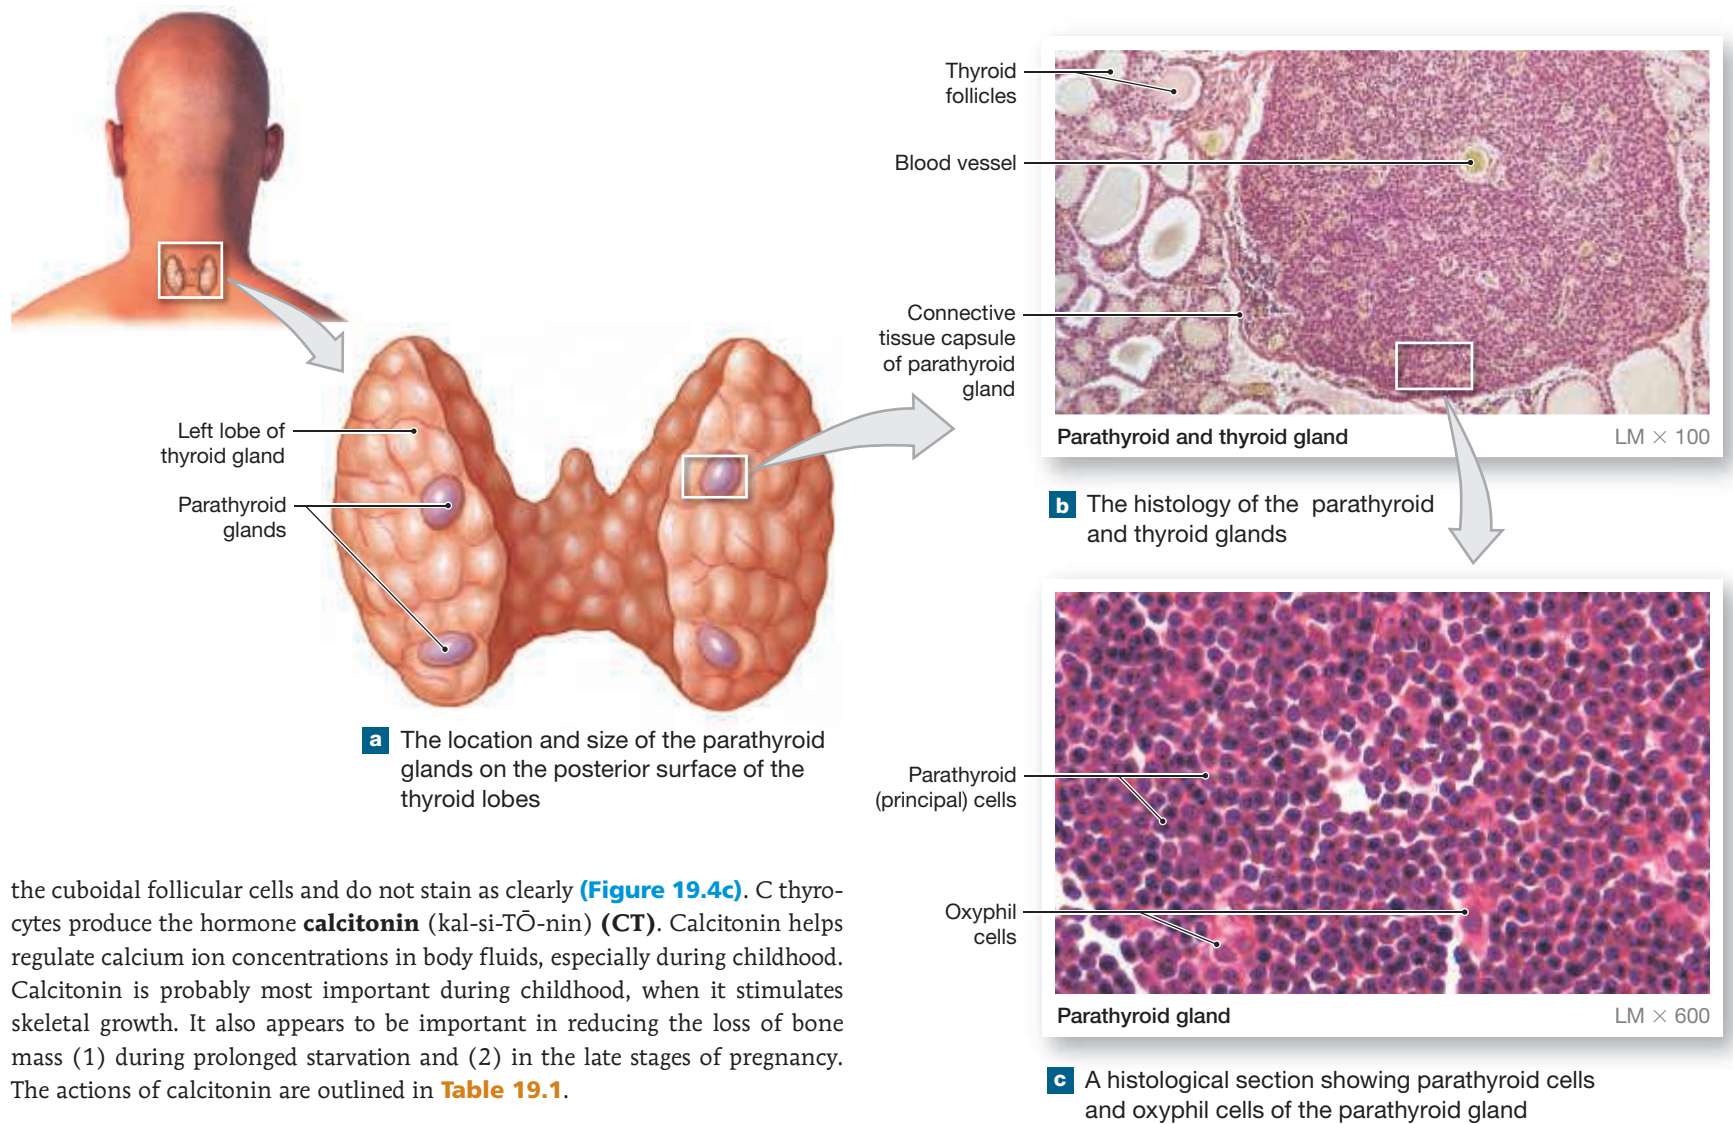 Left lobe of
thyroid gland
Parathyroid
glands
a The location and size of the parathyroid
glands on the posterior surface of the
thyroid lobes
Thyroid
follicles
Blood vessel
Connective
tissue capsule
of parathyroid
gland
Parathyroid and thyroid gland LM × 100
b The histology of the parathyroid
and thyroid glands
Parathyroid
(principal) cells
Oxyphil
cells
Parathyroid gland LM × 600
c A histological section showing parathyroid cells
and oxyphil cells of the parathyroid gland
the cuboidal follicular cells and do not stain as clearly (Figure 19.4c). C thyro-
cytes produce the hormone calcitonin (kal-si-TŌ-nin) (CT). Calcitonin helps
regulate calcium ion concentrations in body fluids, especially during childhood.
Calcitonin is probably most important during childhood, when it stimulates
skeletal growth. It also appears to be important in reducing the loss of bone
mass (1) during prolonged starvation and (2) in the late stages of pregnancy.
The actions of calcitonin are outlined in Table 19.1.